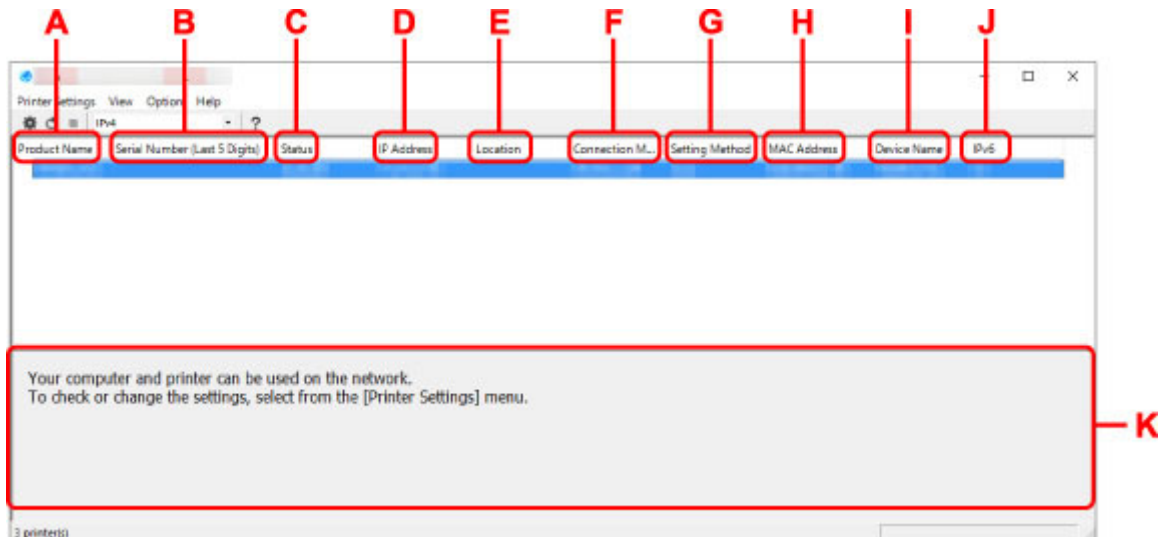 A B C D E F G H I J
Printer Settings View Option Help
IPv4 ?
Product Name Serial Number (Last 5 Digits) Status IP Address Location Connection M... Setting Method MAC Address Device Name IPv6
Your computer and printer can be used on the network.
To check or change the settings, select from the [Printer Settings] menu.
K
3 printer(s)